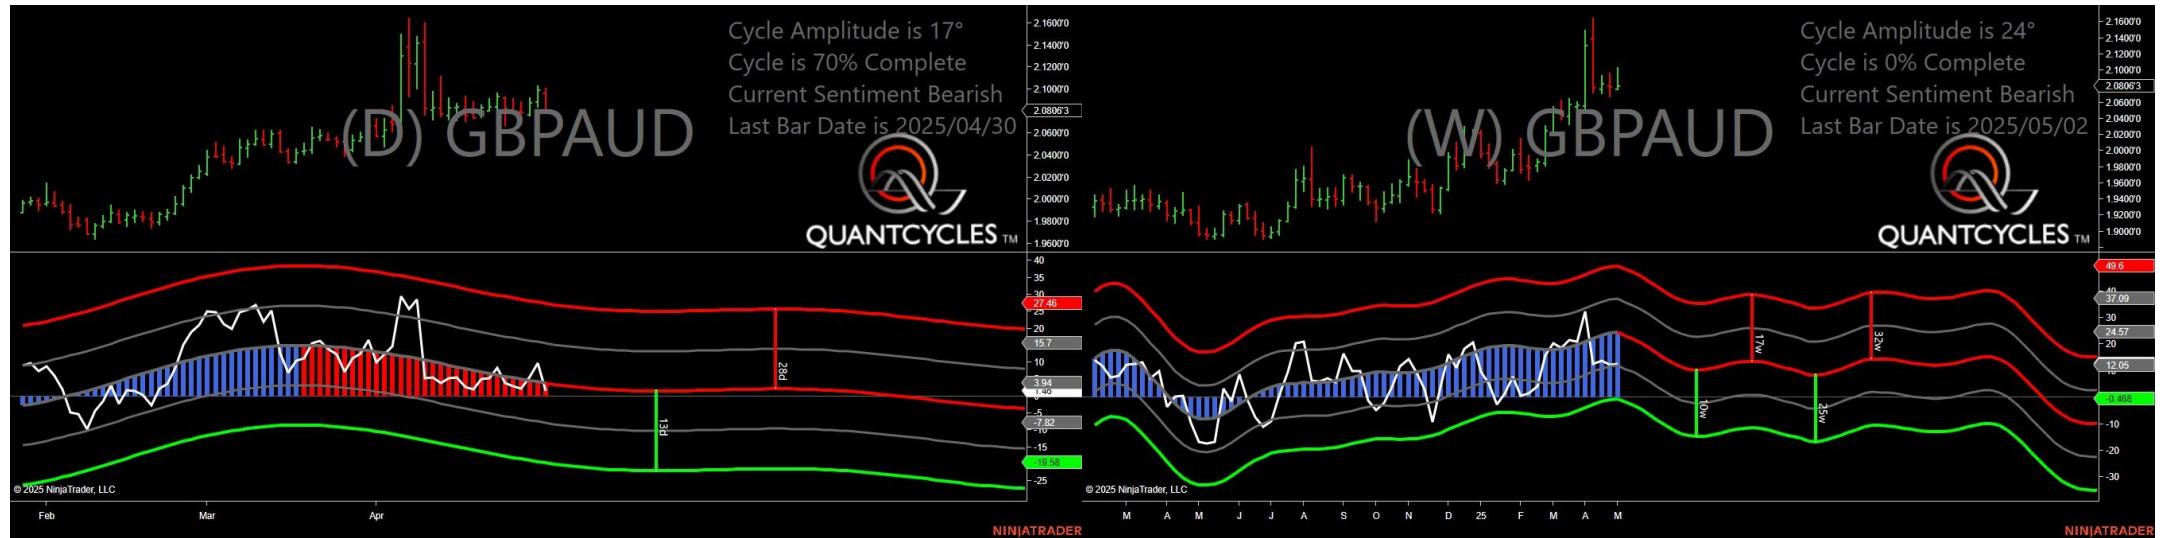 Cycle Amplitude is 17°
Cycle is 70% Complete
Current Sentiment Bearish
Last Bar Date is 2025/04/30
(D) GBPAUD
QUANTCYCLES TM
2.1600'0
2.1400'0
2.1200'0
2.1000'0
2.0806'3
2.0600'0
2.0400'0
2.0200'0
2.0000'0
1.9800'0
1.9600'0
40
35
30
27.46
25
20
15.7
10
3.94
1.46
-5
-7.82
-10
-15
-19.58
-25
28d
13d
© 2025 NinjaTrader, LLC
Feb Mar Apr
NINJATRADER
Cycle Amplitude is 24°
Cycle is 0% Complete
Current Sentiment Bearish
Last Bar Date is 2025/05/02
(W) GBPAUD
QUANTCYCLES TM
2.1600'0
2.1400'0
2.1200'0
2.1000'0
2.0806'3
2.0600'0
2.0400'0
2.0200'0
2.0000'0
1.9800'0
1.9600'0
1.9400'0
1.9200'0
1.9000'0
49.6
40
37.09
30
24.57
20
12.05
10
-0.468
-10
-20
-30
17w
32w
10w
25w
© 2025 NinjaTrader, LLC
M A M J J A S O N D 25 F M A M
NINJATRADER